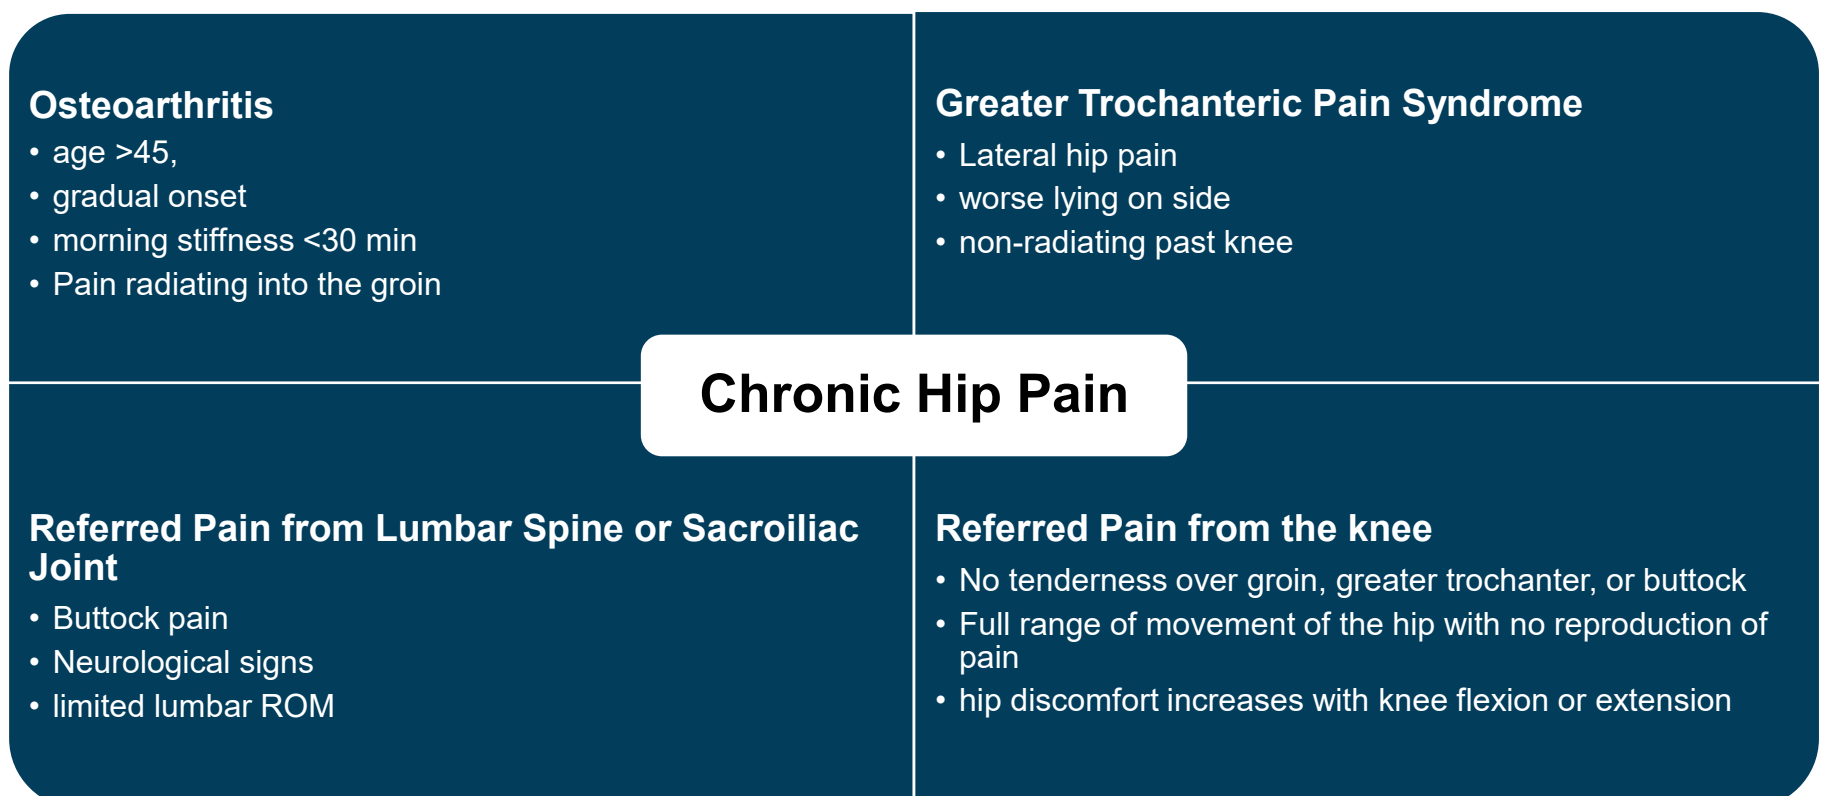 Osteoarthritis
• age >45,
• gradual onset
• morning stiffness <30 min
• Pain radiating into the groin
Greater Trochanteric Pain Syndrome
• Lateral hip pain
• worse lying on side
• non-radiating past knee
Chronic Hip Pain
Referred Pain from Lumbar Spine or Sacroiliac
Joint
• Buttock pain
• Neurological signs
• limited lumbar ROM
Referred Pain from the knee
• No tenderness over groin, greater trochanter, or buttock
• Full range of movement of the hip with no reproduction of
pain
• hip discomfort increases with knee flexion or extension